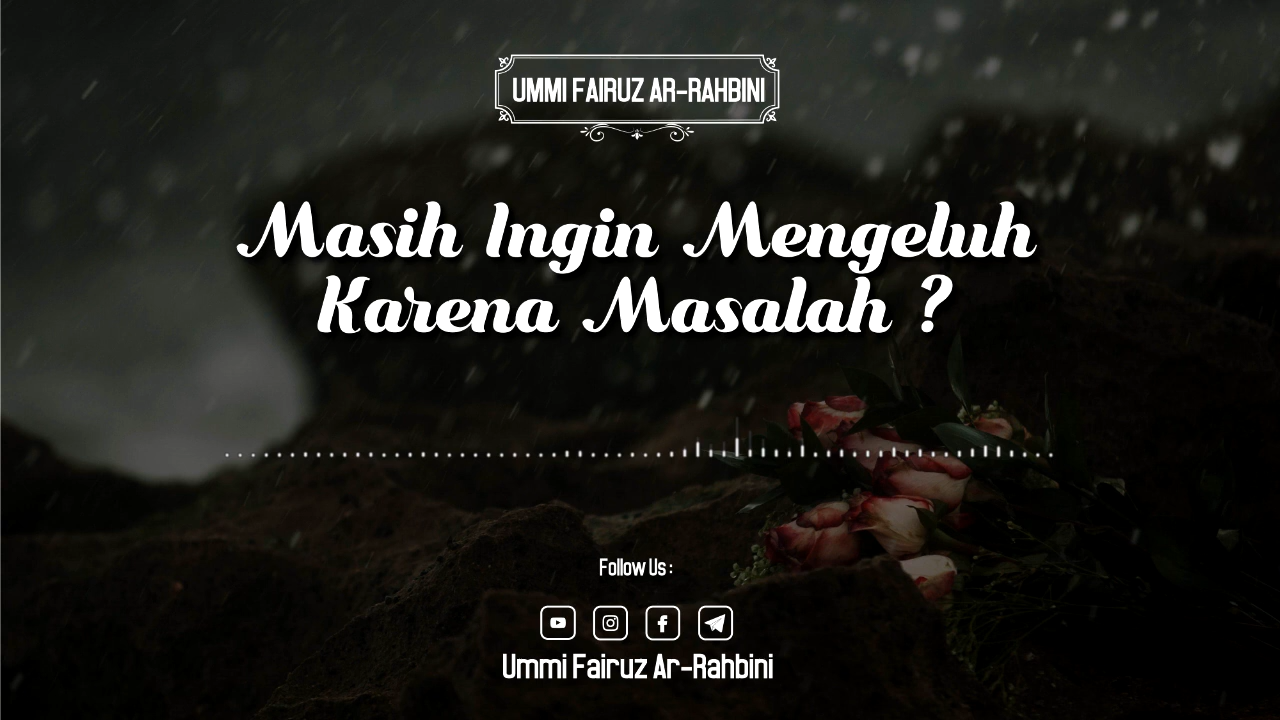 UMMI FAIRUZ AR-RAHBINI
Masih Ingin Mengeluh
Karena Masalah ?
Follow Us :
Ummi Fairuz Ar-Rahbini